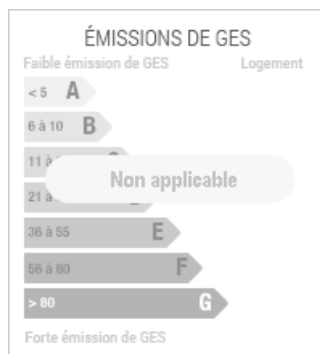 ÉMISSIONS DE GES
Faible émission de GES Logement
< 5 A
6 à 10 B
11 à
Non applicable
21 à
36 à 55 E
56 à 80 F
> 80 G
Forte émission de GES